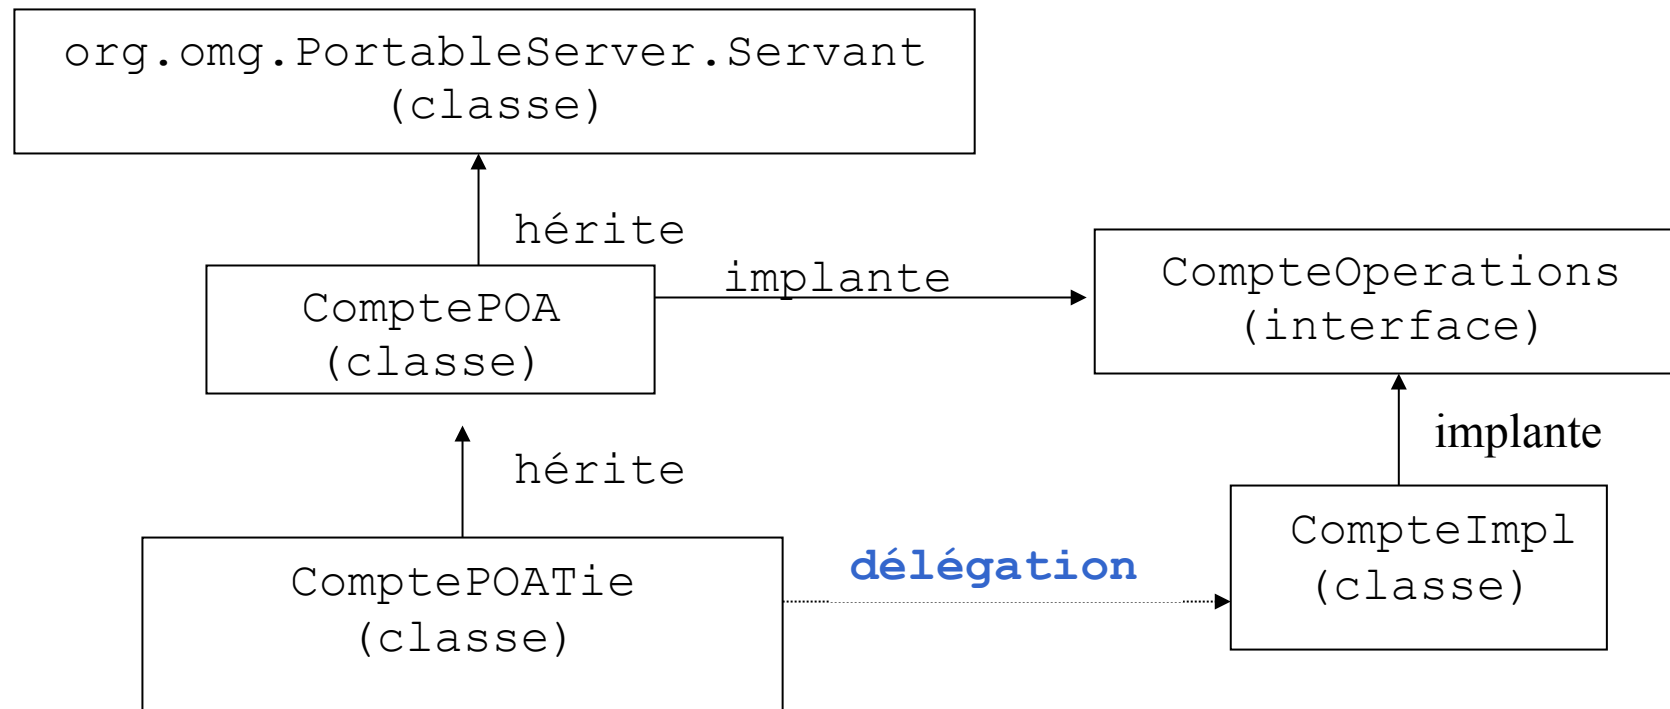 org.omg.PortableServer.Servant
(classe)
hérite
implante
ComptePOA
(classe)
CompteOperations
(interface)
implante
hérite
CompteImpl
(classe)
délégation
ComptePOATie
(classe)